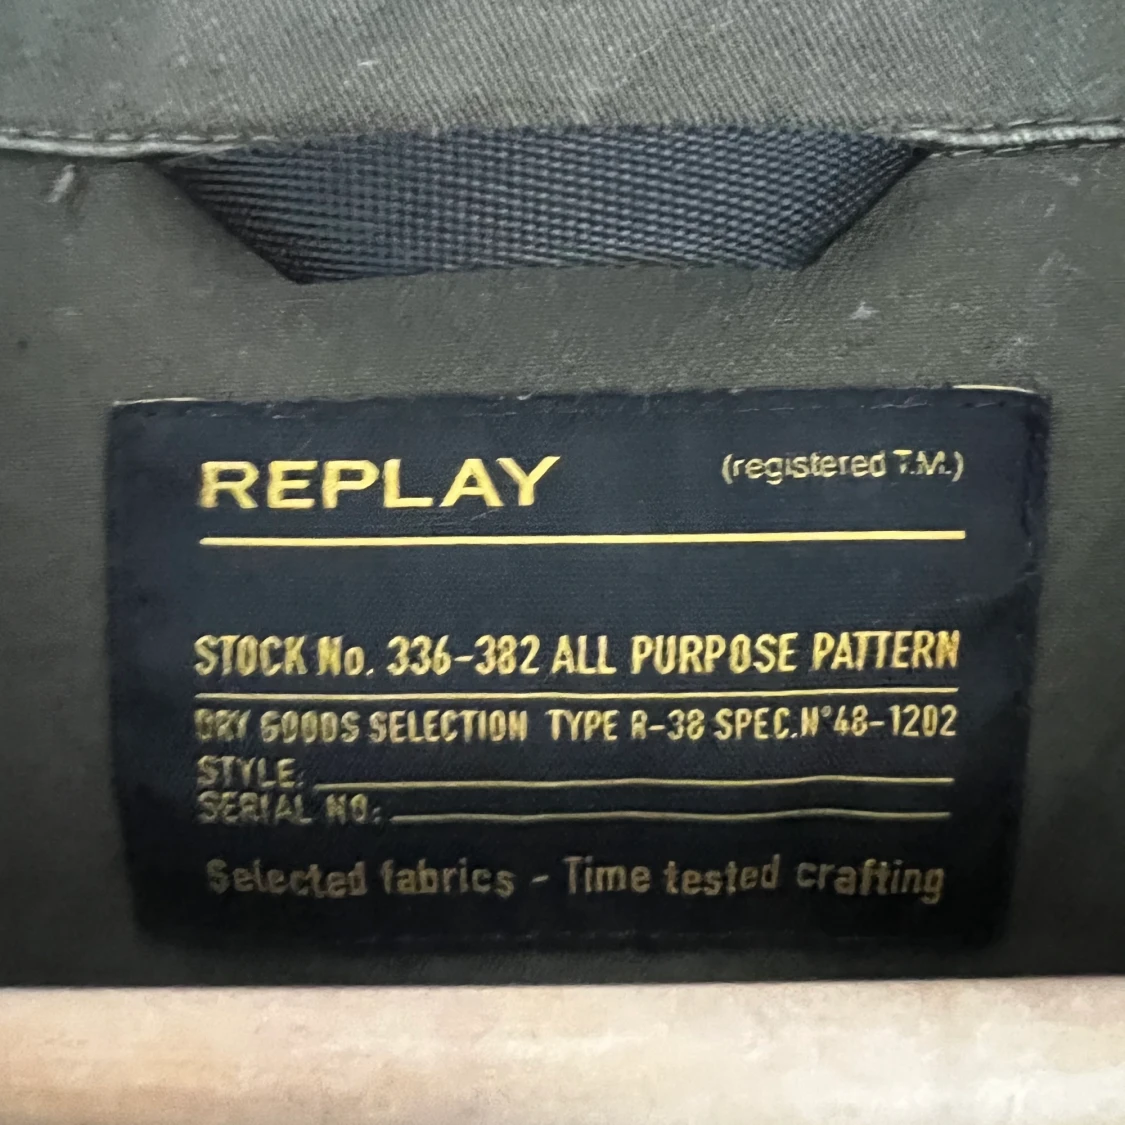 REPLAY (registered T.M.)
STOCK No. 336-382 ALL PURPOSE PATTERN
DRY GOODS SELECTION TYPE R-38 SPEC.N°48-1202
STYLE:
SERIAL NO:
Selected fabrics - Time tested crafting